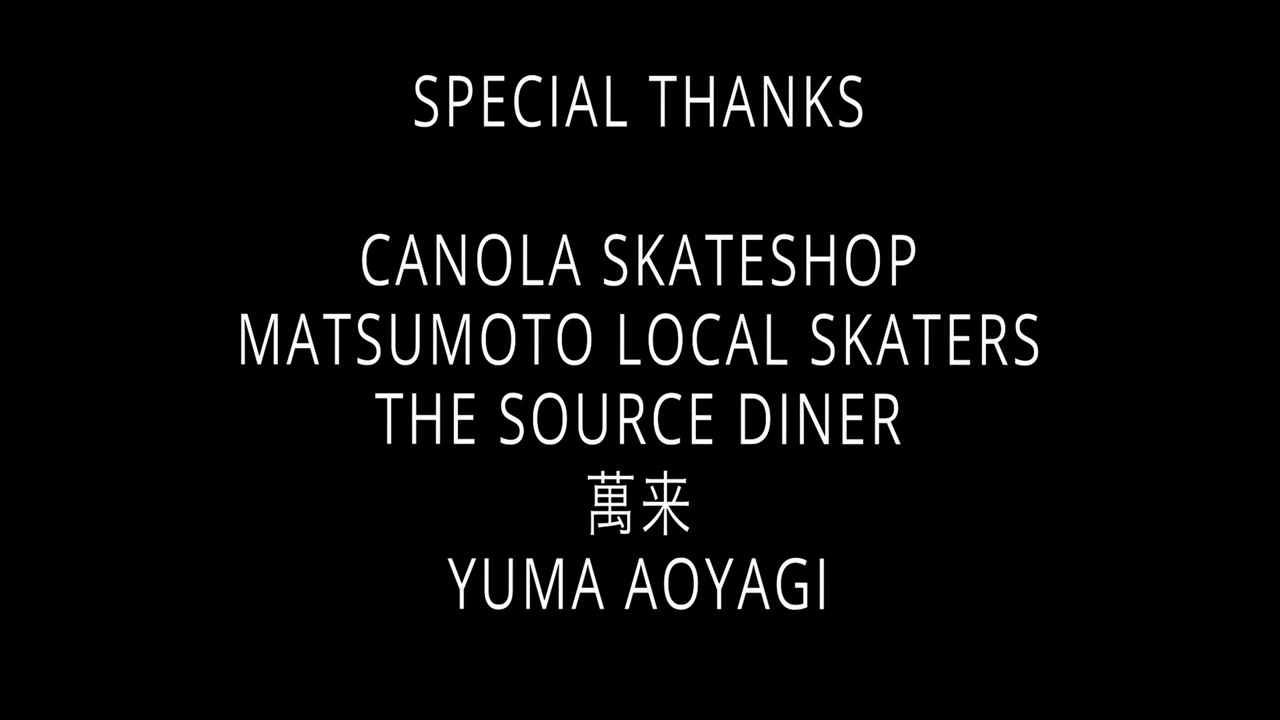 SPECIAL THANKS
CANOLA SKATESHOP
MATSUMOTO LOCAL SKATERS
THE SOURCE DINER
萬来
YUMA AOYAGI